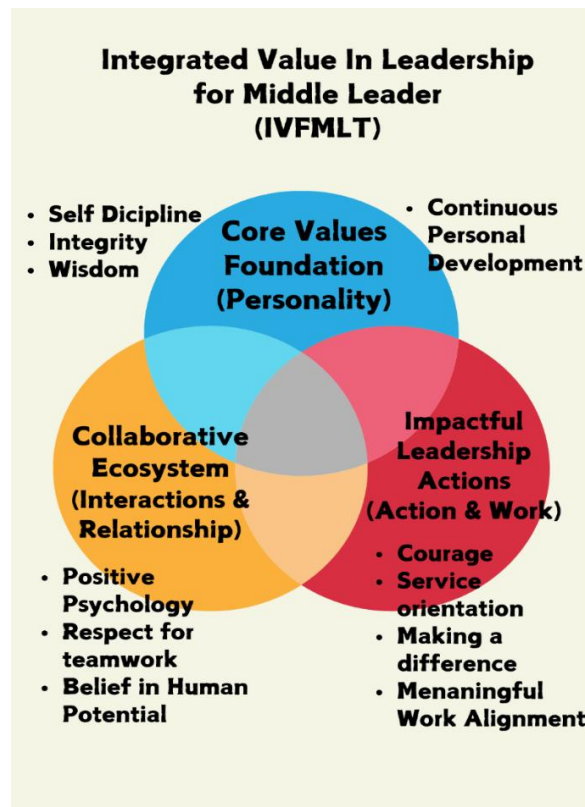 Integrated Value In Leadership
for Middle Leader
(IVFMLT)
• Self Dicipline
• Integrity
• Wisdom
Core Values
Foundation
(Personality)
• Continuous
Personal
Development
Collaborative
Ecosystem
(Interactions &
Relationship)
Impactful
Leadership
Actions
(Action & Work)
• Positive
Psychology
• Respect for
teamwork
• Belief in Human
Potential
• Courage
• Service
orientation
• Making a
difference
• Menaningful
Work Alignment